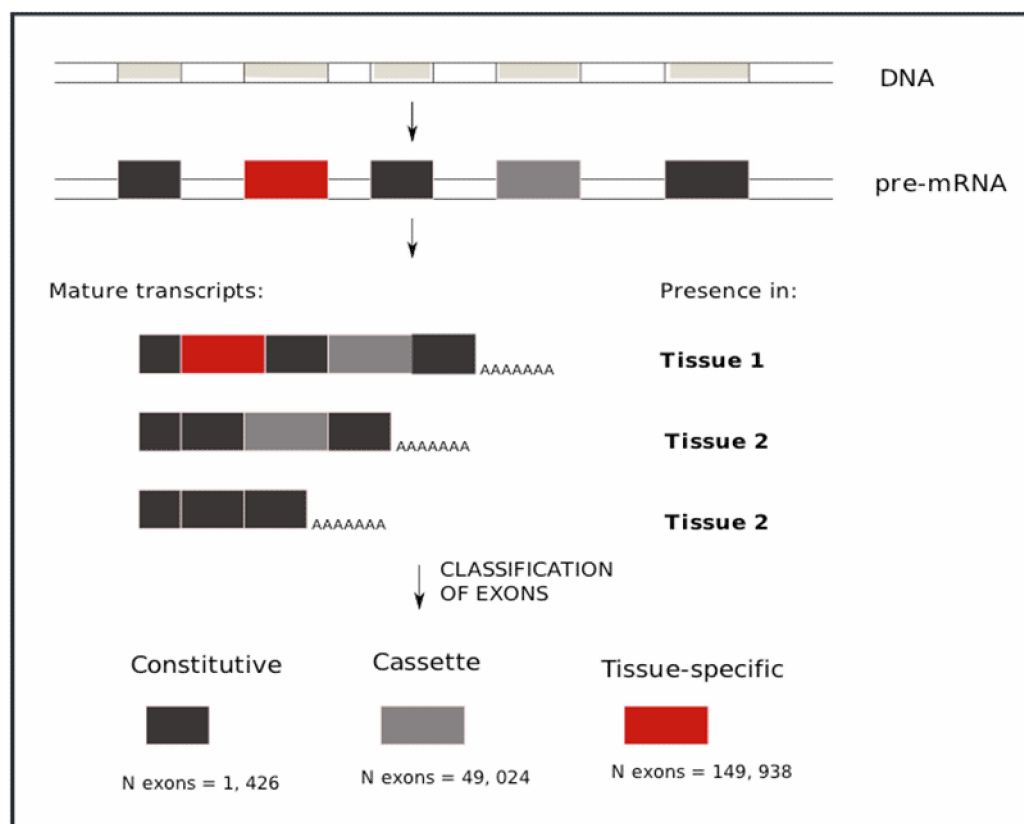 DNA
pre-mRNA
Mature transcripts:
Presence in:
AAAAAAA
Tissue 1
AAAAAAA
Tissue 2
AAAAAAA
Tissue 2
CLASSIFICATION
OF EXONS
Constitutive
Cassette
Tissue-specific
N exons = 1, 426
N exons = 49, 024
N exons = 149, 938